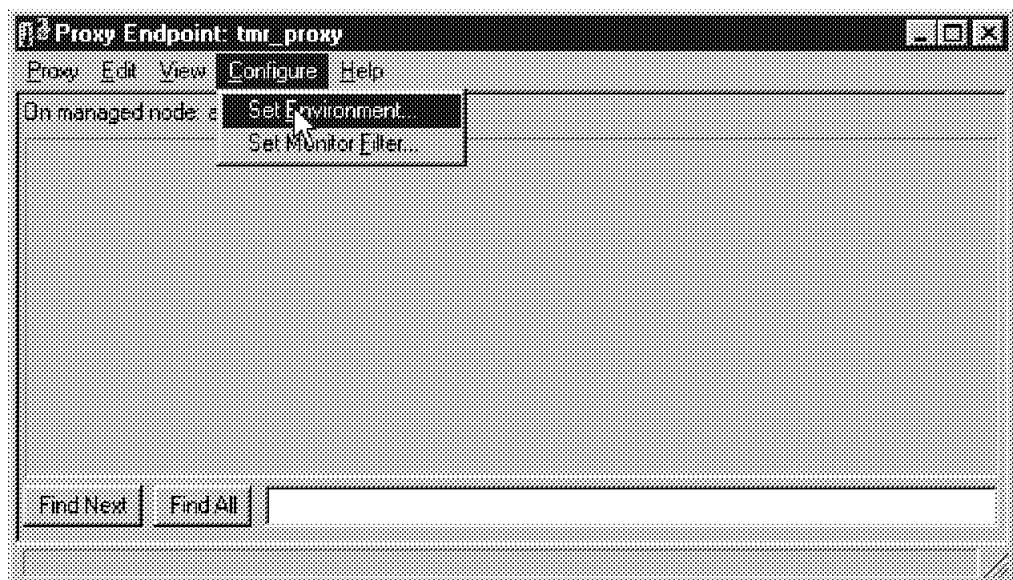 Proxy Endpoint: tmr_proxy
Proxy Edit View Configure Help
On managed node: a
Set Environment...
Set Monitor Filter...
Find Next Find All